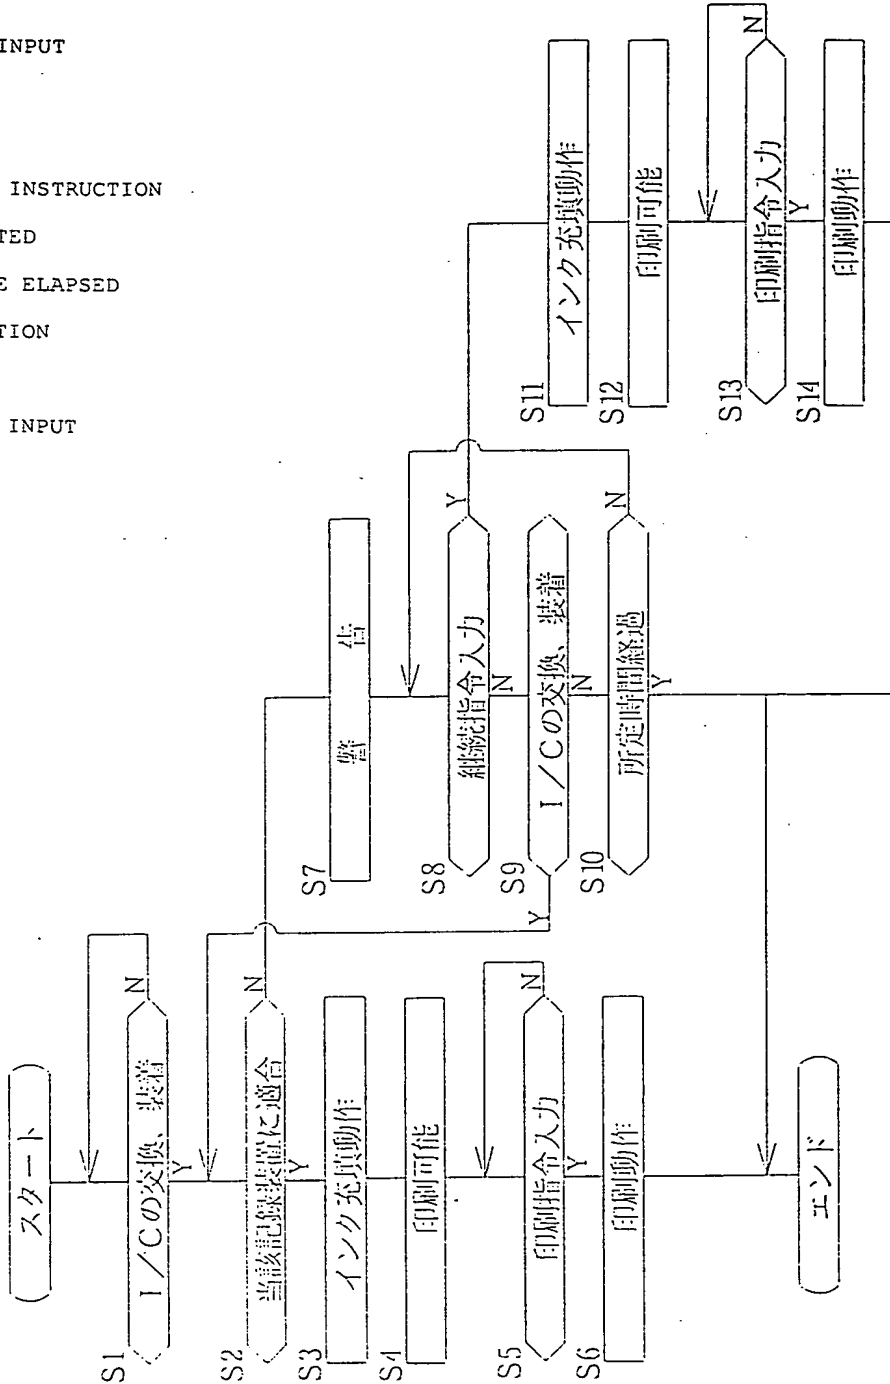 INPUT
INSTRUCTION
TED
E ELAPSED
TION
INPUT
スタート
S1
I/Cの交換、装着
N
Y
S2
当該記録装置に適合
N
Y
S3
インク充填動作
S4
印刷可能
S5
印刷指令入力
N
Y
S6
印刷動作
エンド
S7
警 告
S8
継続指令入力
Y
N
S9
I/Cの交換、装着
Y
N
S10
所定時間経過
N
Y
S11
インク充填動作
S12
印刷可能
S13
印刷指令入力
N
Y
S14
印刷動作